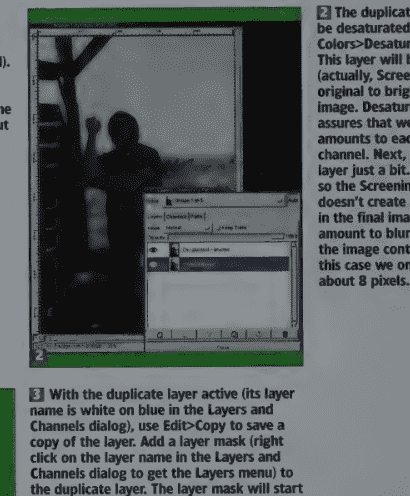 l).
ne
ut
2 The duplicat
be desaturated
Colors>Desatur
This layer will b
(actually, Scree
original to brig
image. Desatur
assures that we
amounts to eac
channel. Next,
layer just a bit.
so the Screenin
doesn't create
in the final ima
amount to blur
the image cont
this case we on
about 8 pixels.
2
3 With the duplicate layer active (its layer
name is white on blue in the Layers and
Channels dialog), use Edit>Copy to save a
copy of the layer. Add a layer mask (right
click on the layer name in the Layers and
Channels dialog to get the Layers menu) to
the duplicate layer. The layer mask will start